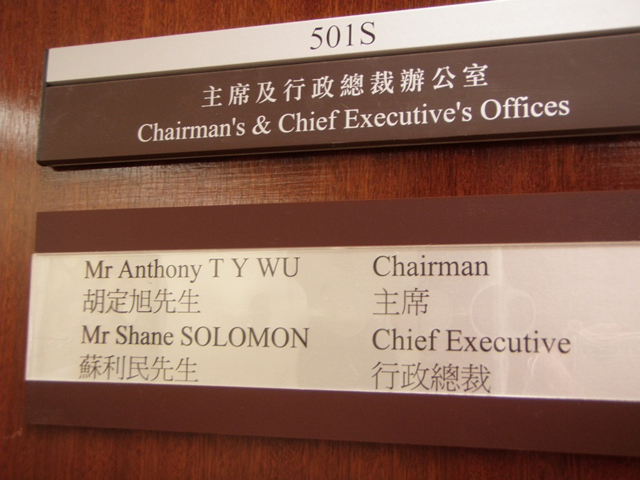 501S
主席及行政總裁辦公室
Chairman's & Chief Executive's Offices
Mr Anthony T Y WU Chairman
胡定旭先生 主席
Mr Shane SOLOMON Chief Executive
蘇利民先生 行政總裁